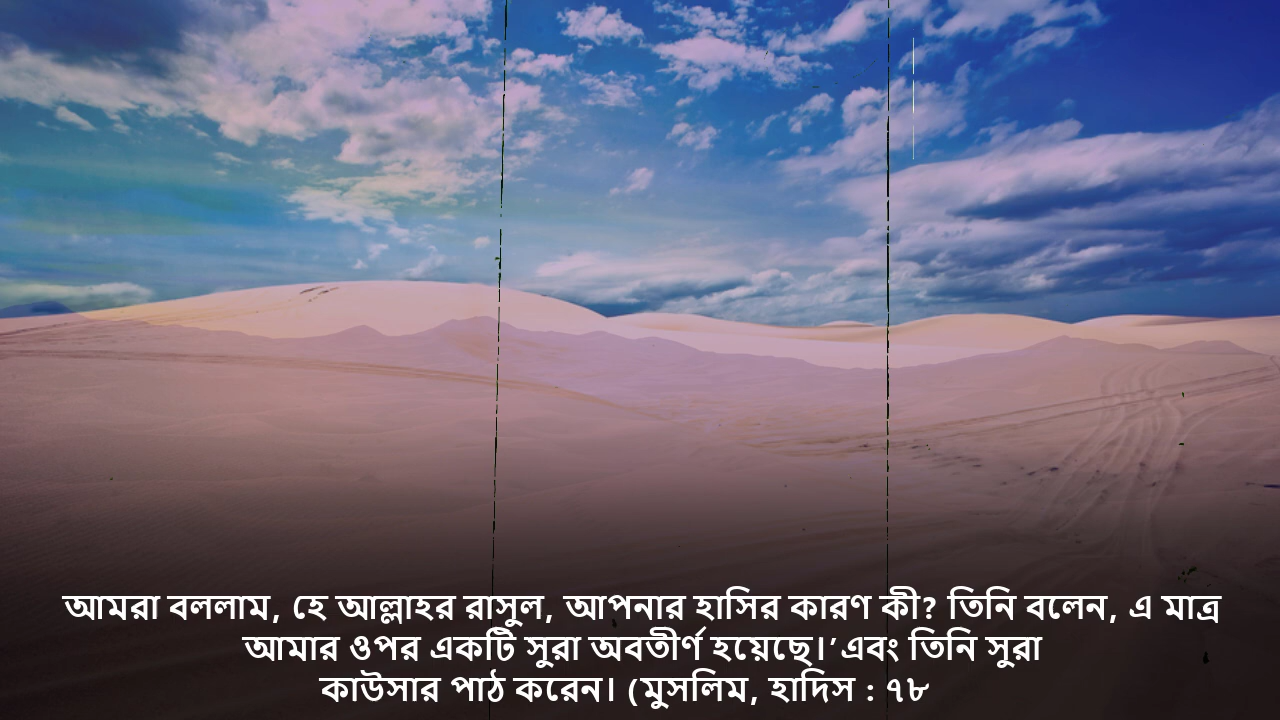 আমরা বললাম, হে আল্লাহর রাসুল, আপনার হাসির কারণ কী? তিনি বলেন, এ মাত্র
আমার ওপর একটি সুরা অবতীর্ণ হয়েছে।’এবং তিনি সুরা
কাউসার পাঠ করেন। (মুসলিম, হাদিস : ৭৮